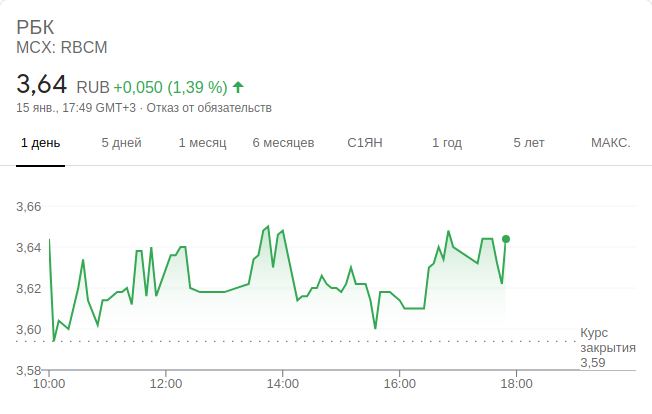 РБК
MCX: RBCM
3,64 RUB +0,050 (1,39 %)
15 янв., 17:49 GMT+3 · Отказ от обязательств
1 день 5 дней 1 месяц 6 месяцев С1ЯН 1 год 5 лет МАКС.
3,66
3,64
3,62
3,60
3,58
Курс
закрытия
3,59
10:00 12:00 14:00 16:00 18:00